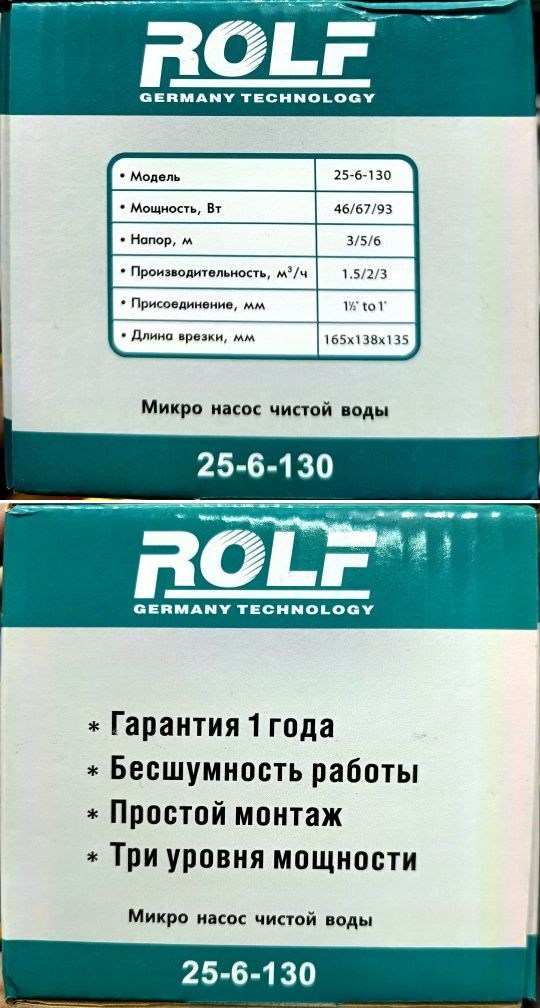 ROLF
GERMANY TECHNOLOGY
• Модель 25-6-130
• Мощность, Вт 46/67/93
• Напор, м 3/5/6
• Производительность, м³/ч 1.5/2/3
• Присоединение, мм 1½" to 1"
• Длина врезки, мм 165x138x135
Микро насос чистой воды
25-6-130
ROLF
GERMANY TECHNOLOGY
* Гарантия 1 года
* Бесшумность работы
* Простой монтаж
* Три уровня мощности
Микро насос чистой воды
25-6-130